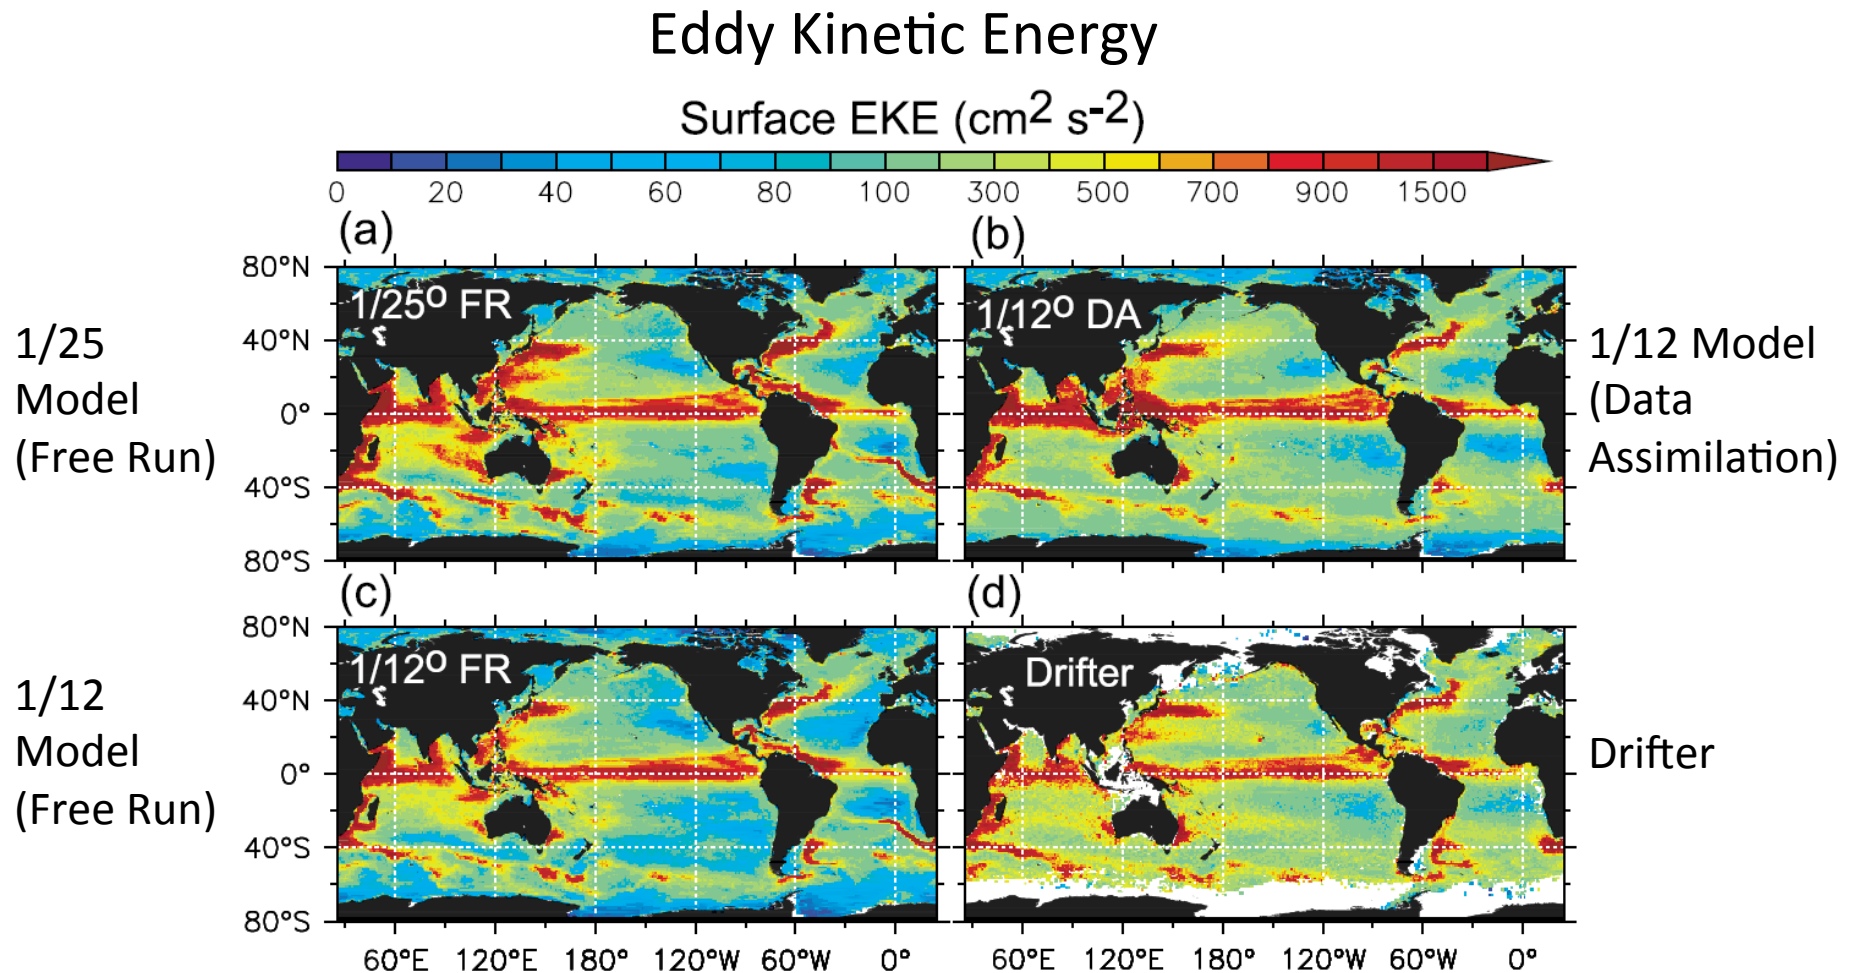 Eddy Kinetic Energy
Surface EKE (cm² s⁻²)
0 20 40 60 80 100 300 500 700 900 1500
(a) (b)
80°N
40°N
0°
40°S
80°S
1/25º FR
1/12º DA
1/25
Model
(Free Run)
1/12 Model
(Data
Assimilation)
(c) (d)
80°N
40°N
0°
40°S
80°S
1/12º FR
Drifter
1/12
Model
(Free Run)
Drifter
60°E 120°E 180° 120°W 60°W 0° 60°E 120°E 180° 120°W 60°W 0°